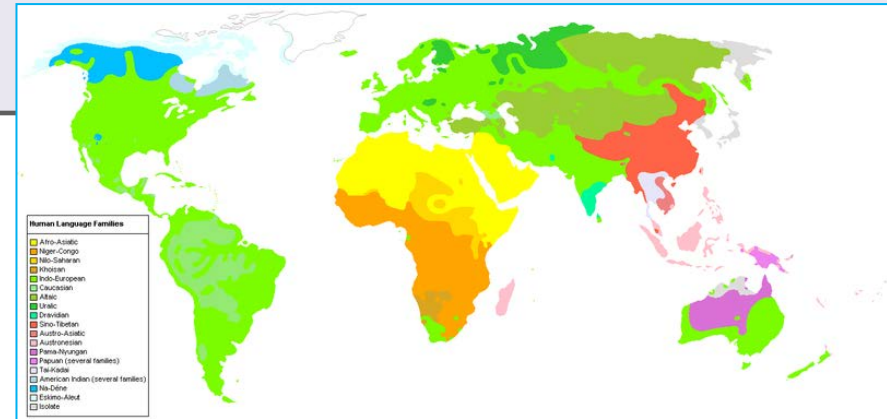 Human Language Families
Afro-Asiatic
Niger-Congo
Nilo-Saharan
Khoisan
Indo-European
Caucasian
Altaic
Uralic
Dravidian
Sino-Tibetan
Austro-Asiatic
Austronesian
Pama-Nyungan
Papuan (several families)
Tai-Kadai
American Indian (several families)
Na-Dené
Eskimo-Aleut
Isolate